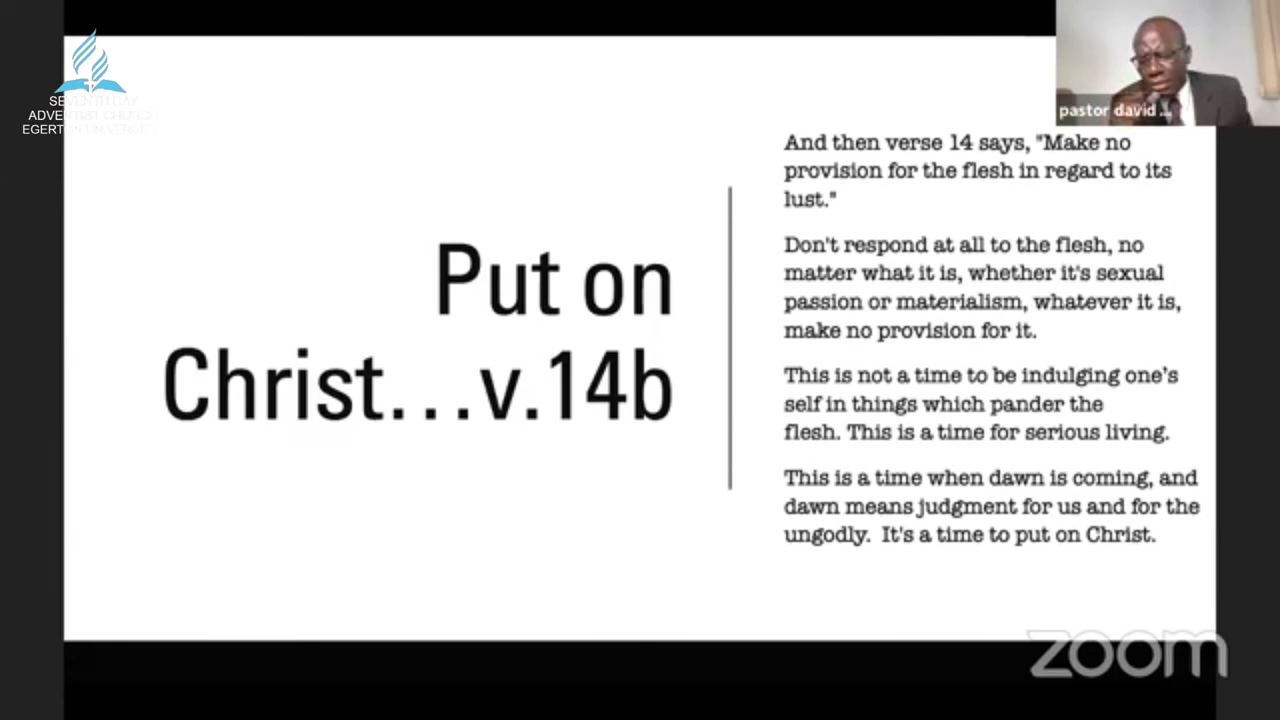 SEVENTH DAY
ADVENTIST CHURCH
EGERTON UNIVERSITY
pastor david...
Put on
Christ...v.14b
And then verse 14 says, "Make no
provision for the flesh in regard to its
lust."
Don't respond at all to the flesh, no
matter what it is, whether it's sexual
passion or materialism, whatever it is,
make no provision for it.
This is not a time to be indulging one’s
self in things which pander the
flesh. This is a time for serious living.
This is a time when dawn is coming, and
dawn means judgment for us and for the
ungodly.  It's a time to put on Christ.
zoom